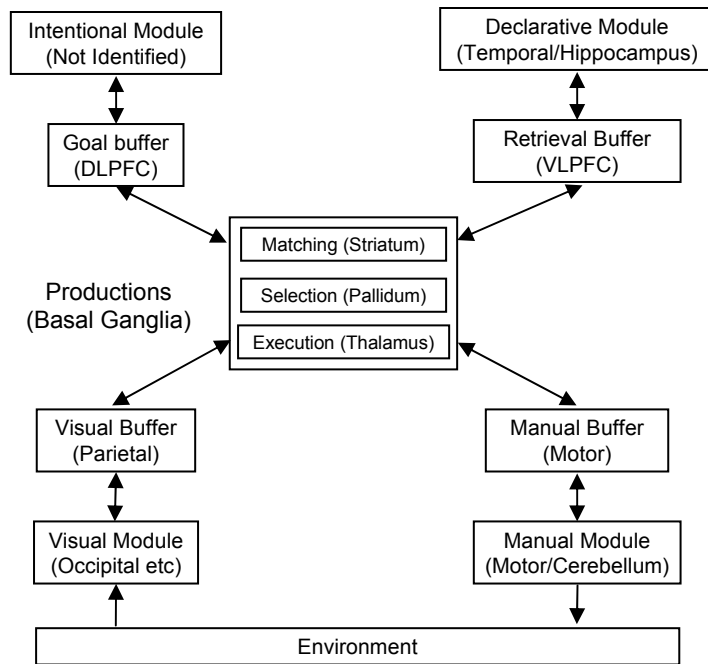 Intentional Module
(Not Identified)
Declarative Module
(Temporal/Hippocampus)
Goal buffer
(DLPFC)
Retrieval Buffer
(VLPFC)
Matching (Striatum)
Selection (Pallidum)
Execution (Thalamus)
Productions
(Basal Ganglia)
Visual Buffer
(Parietal)
Manual Buffer
(Motor)
Visual Module
(Occipital etc)
Manual Module
(Motor/Cerebellum)
Environment